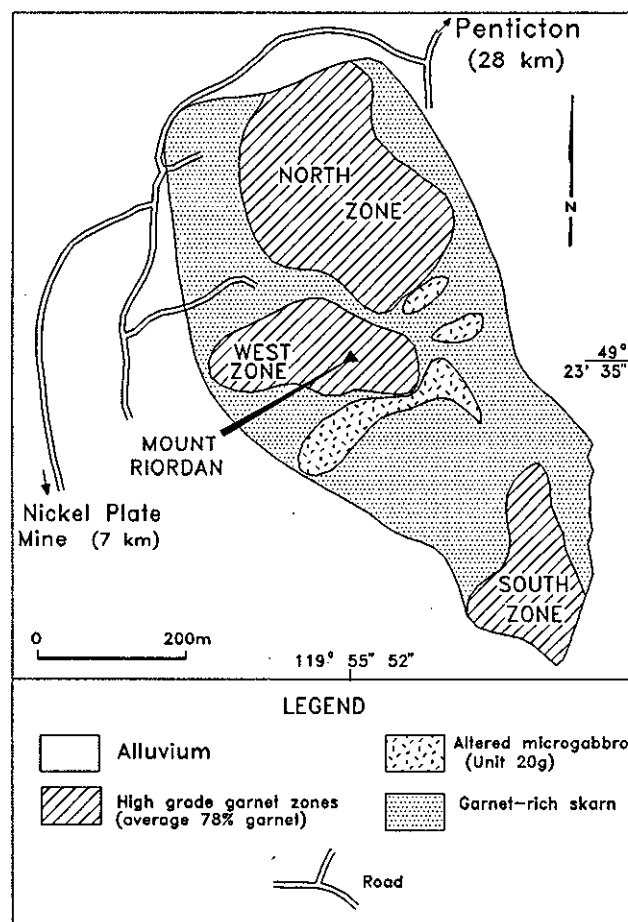 Penticton
(28 km)
NORTH
ZONE
N
WEST
ZONE
49°
23' 35"
MOUNT
RIORDAN
Nickel Plate
Mine (7 km)
SOUTH
ZONE
0 200m
119° 55" 52"
LEGEND
Alluvium
High grade garnet zones
(average 78% garnet)
Altered microgabbro
(Unit 20g)
Garnet-rich skarn
Road